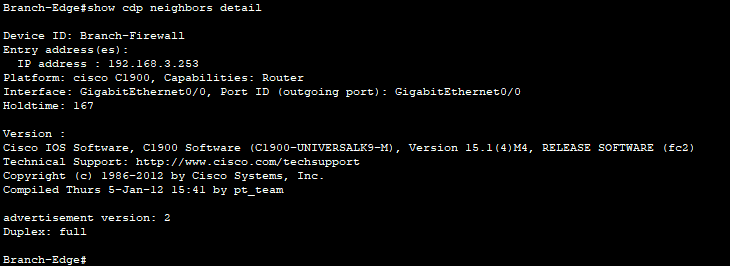 Branch-Edge#show cdp neighbors detail
Device ID: Branch-Firewall
Entry address(es):
IP address : 192.168.3.253
Platform: cisco C1900, Capabilities: Router
Interface: GigabitEthernet0/0, Port ID (outgoing port): GigabitEthernet0/0
Holdtime: 167
Version :
Cisco IOS Software, C1900 Software (C1900-UNIVERSALK9-M), Version 15.1(4)M4, RELEASE SOFTWARE (fc2)
Technical Support: http://www.cisco.com/techsupport
Copyright (c) 1986-2012 by Cisco Systems, Inc.
Compiled Thurs 5-Jan-12 15:41 by pt_team
advertisement version: 2
Duplex: full
Branch-Edge#